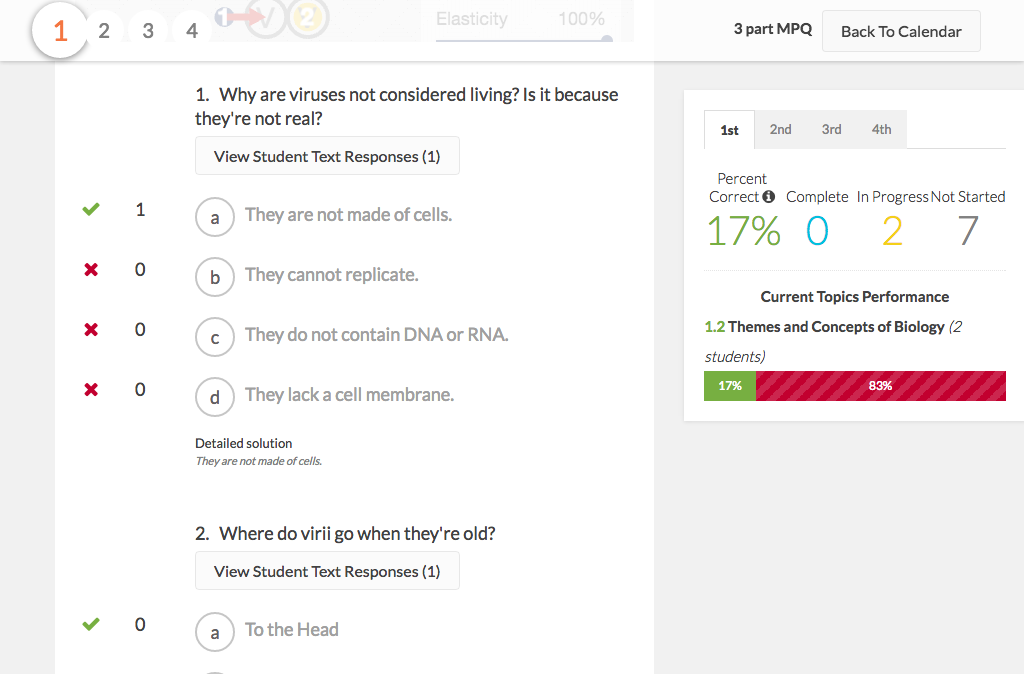 1 2 3 4 1 2 Elasticity 100% 3 part MPQ Back To Calendar
1. Why are viruses not considered living? Is it because
they're not real?
View Student Text Responses (1)
1 a They are not made of cells.
0 b They cannot replicate.
0 c They do not contain DNA or RNA.
0 d They lack a cell membrane.
Detailed solution
They are not made of cells.
2. Where do virii go when they're old?
View Student Text Responses (1)
0 a To the Head
1st 2nd 3rd 4th
Percent
Correct Complete In Progress Not Started
17% 0 2 7
Current Topics Performance
1.2 Themes and Concepts of Biology (2
students)
17% 83%